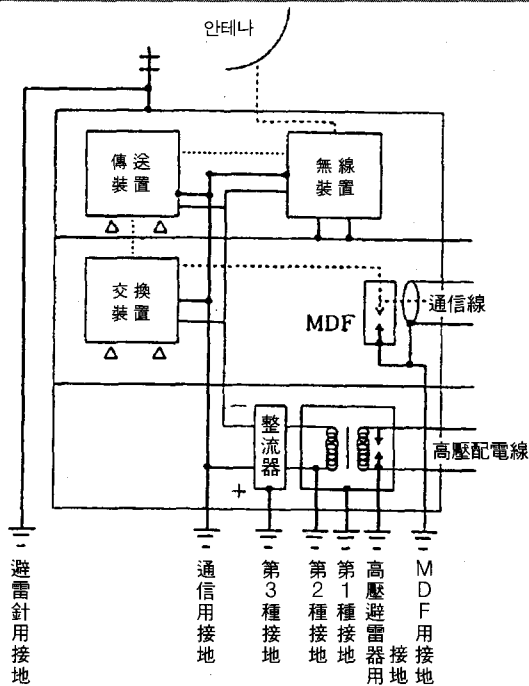 안테나
傳送
裝置
無線
裝置
交換
裝置
MDF
通信線
整流器
高壓配電線
避雷針用接地
通信用接地
第3種接地
第2種接地
第1種接地
高壓避雷器用
接地
MDF用接地